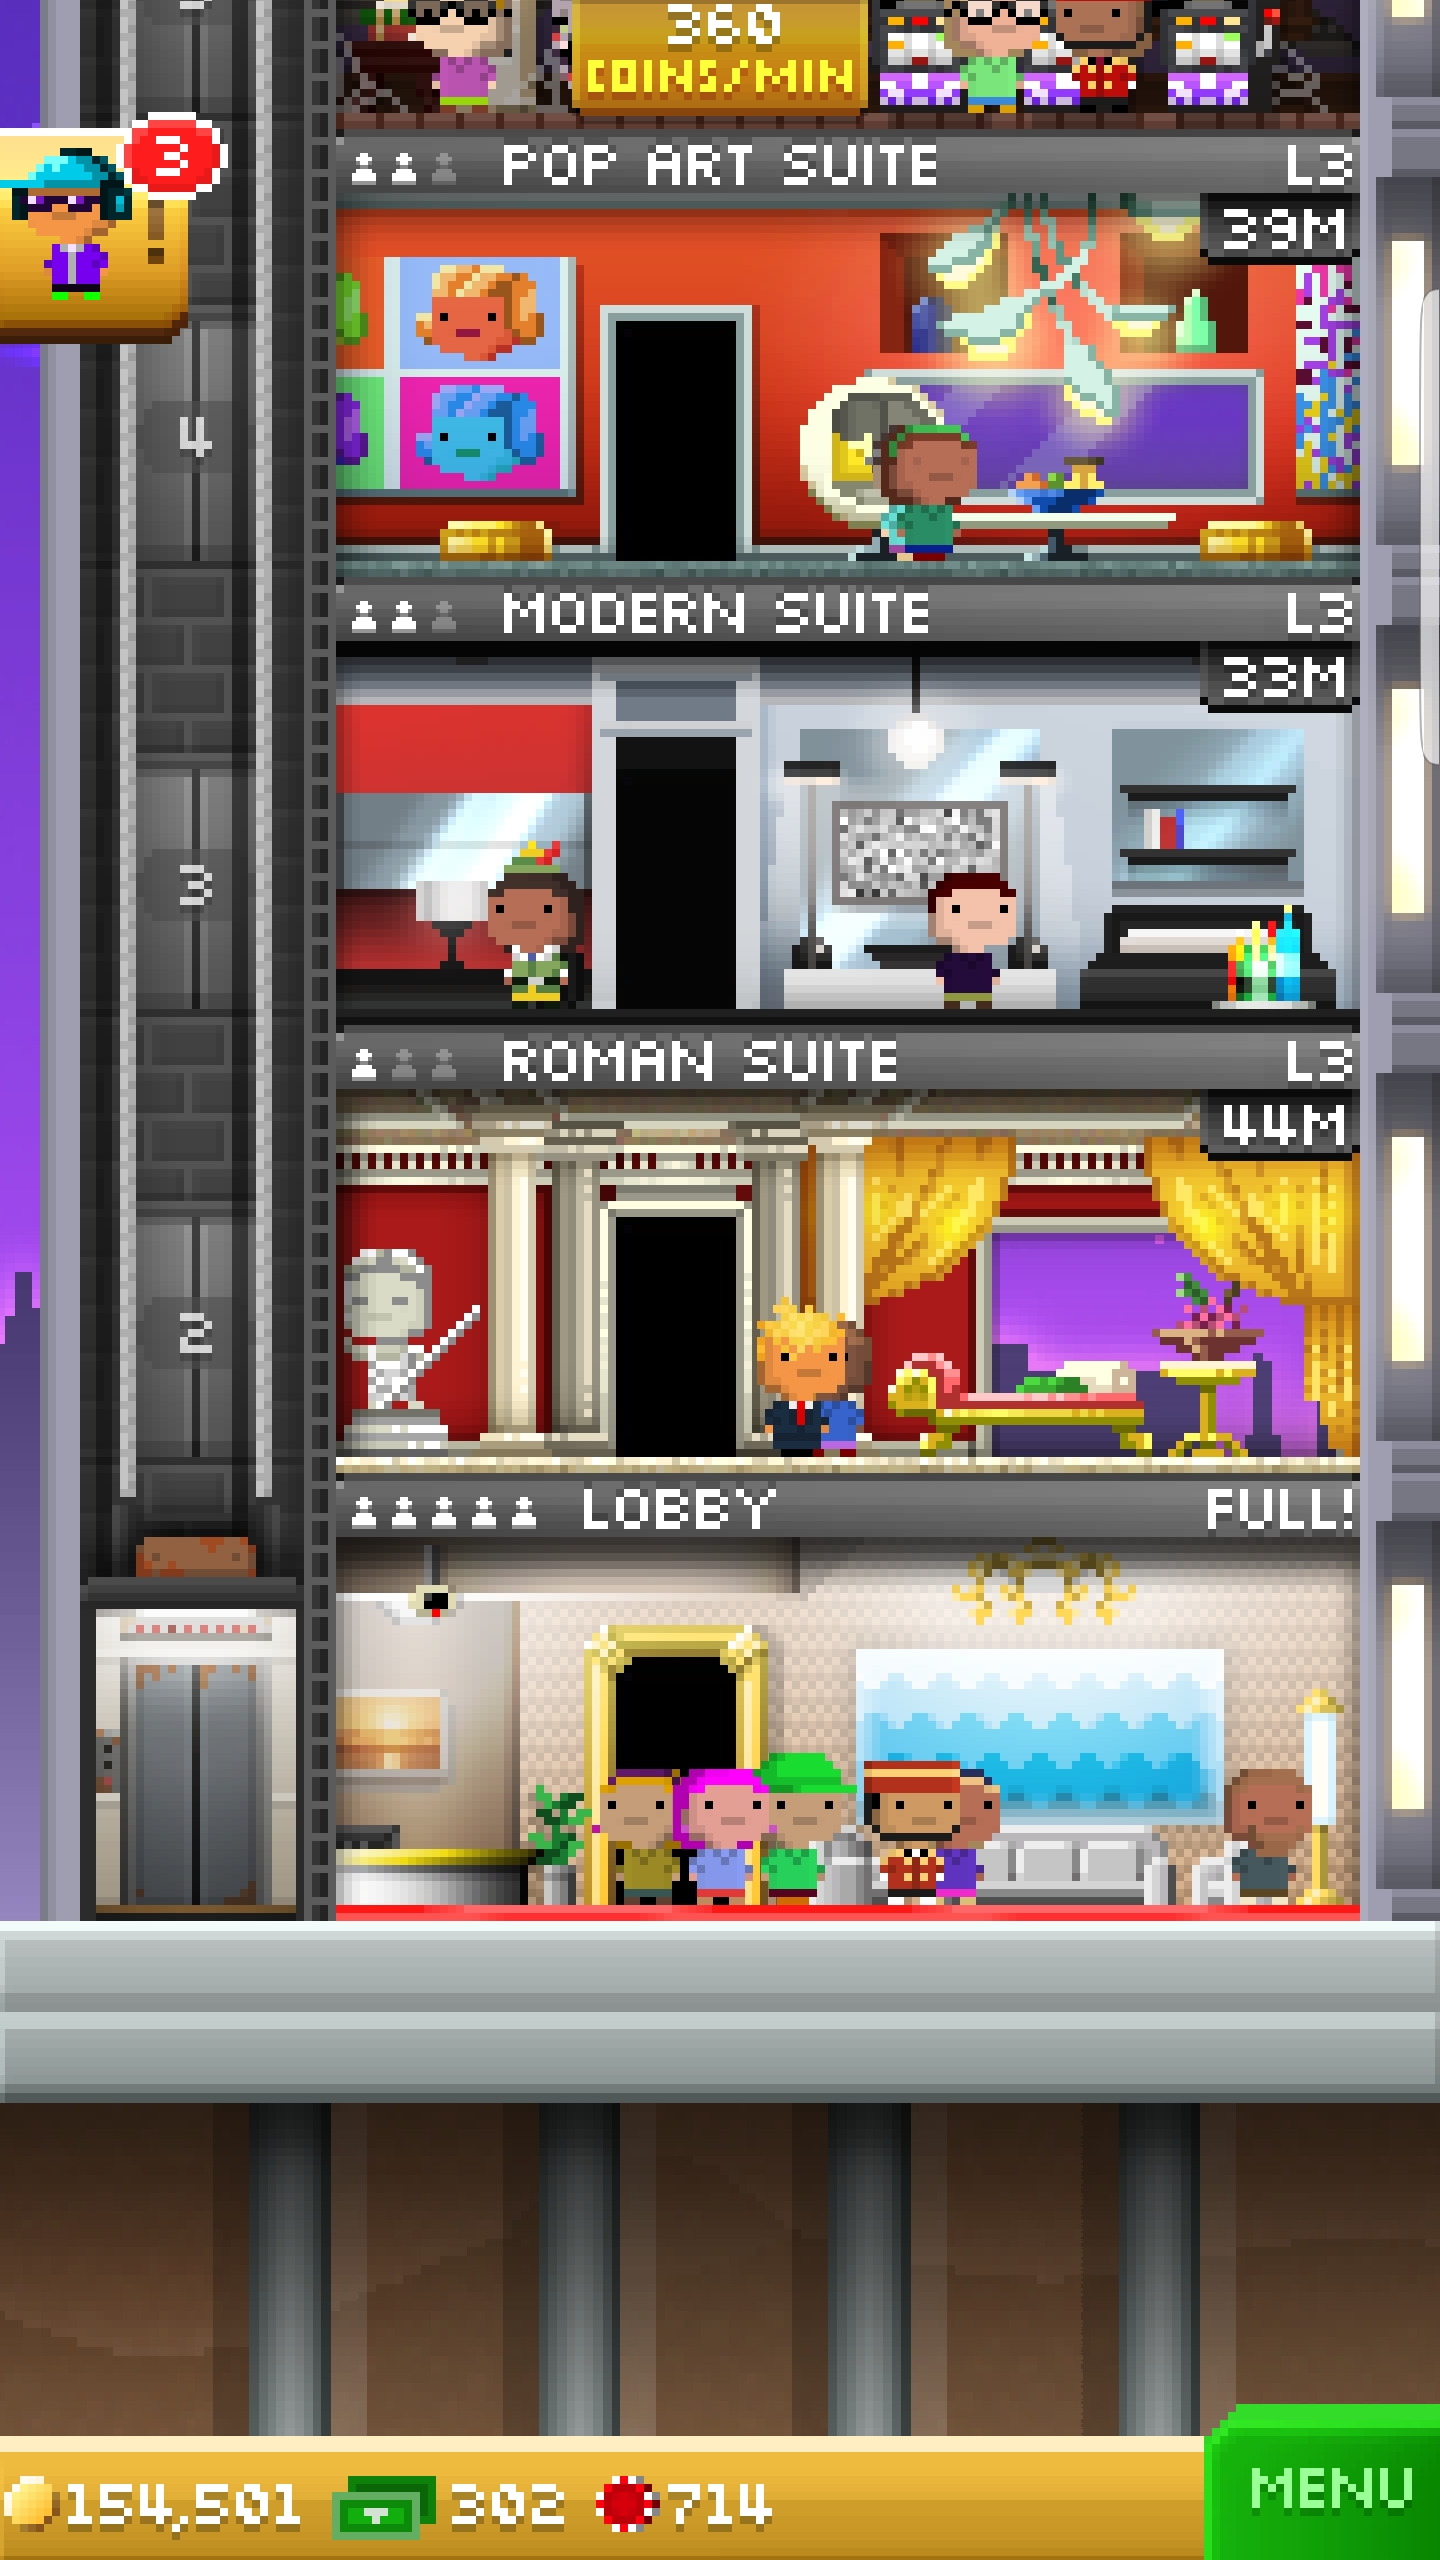 360
COINS/MIN
3
POP ART SUITE L3
39M
4
MODERN SUITE L3
33M
3
ROMAN SUITE L3
44M
2
LOBBY FULL!
154,501 302 714
MENU